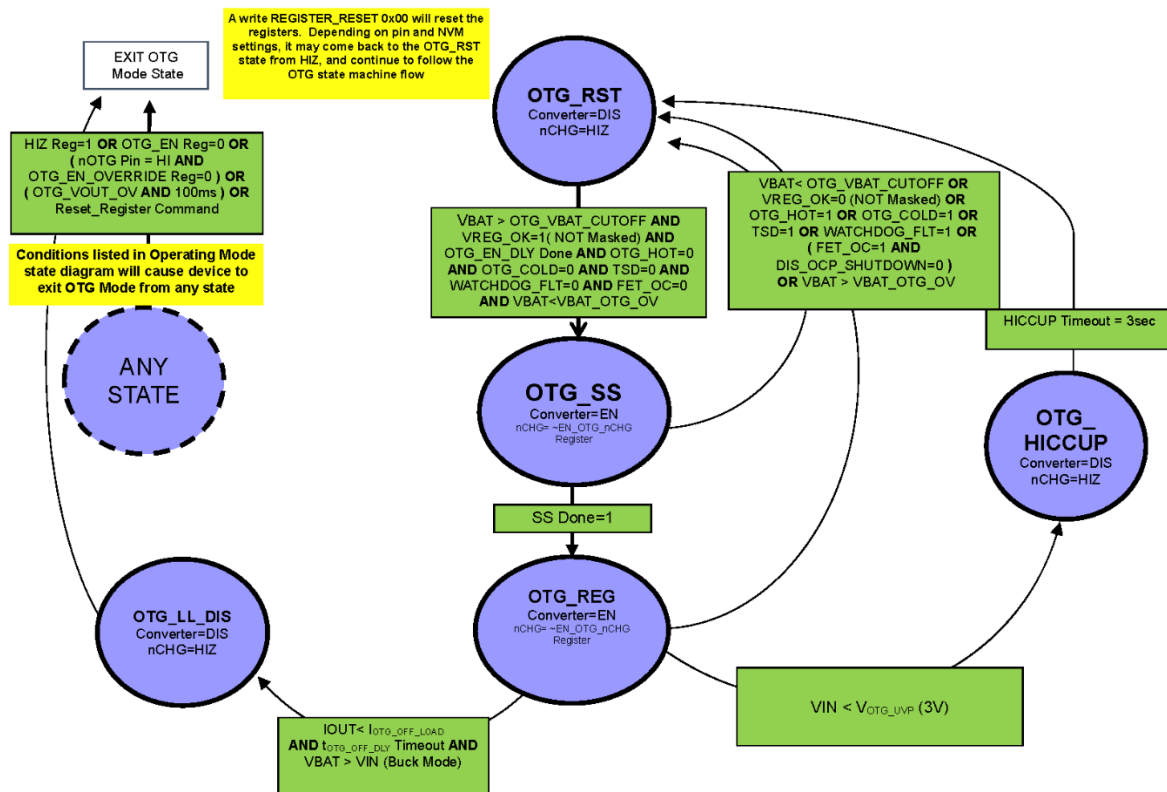 A write REGISTER_RESET 0x00 will reset the
registers. Depending on pin and NVM
settings, it may come back to the OTG_RST
state from HIZ, and continue to follow the
OTG state machine flow
EXIT OTG
Mode State
HIZ Reg=1 OR OTG_EN Reg=0 OR
( nOTG Pin = HI AND
OTG_EN_OVERRIDE Reg=0 ) OR
( OTG_VOUT_OV AND 100ms ) OR
Reset_Register Command
Conditions listed in Operating Mode
state diagram will cause device to
exit OTG Mode from any state
ANY
STATE
OTG_RST
Converter=DIS
nCHG=HIZ
VBAT > OTG_VBAT_CUTOFF AND
VREG_OK=1( NOT Masked) AND
OTG_EN_DLY Done AND OTG_HOT=0
AND OTG_COLD=0 AND TSD=0 AND
WATCHDOG_FLT=0 AND FET_OC=0
AND VBAT<VBAT_OTG_OV
VBAT< OTG_VBAT_CUTOFF OR
VREG_OK=0 (NOT Masked) OR
OTG_HOT=1 OR OTG_COLD=1 OR
TSD=1 OR WATCHDOG_FLT=1 OR
( FET_OC=1 AND
DIS_OCP_SHUTDOWN=0 )
OR VBAT > VBAT_OTG_OV
HICCUP Timeout = 3sec
OTG_SS
Converter=EN
nCHG= ~EN_OTG_nCHG
Register
OTG_
HICCUP
Converter=DIS
nCHG=HIZ
SS Done=1
OTG_REG
Converter=EN
nCHG= ~EN_OTG_nCHG
Register
OTG_LL_DIS
Converter=DIS
nCHG=HIZ
IOUT< IOTG_OFF_LOAD
AND tOTG_OFF_DLY Timeout AND
VBAT > VIN (Buck Mode)
VIN < VOTG_UVP (3V)